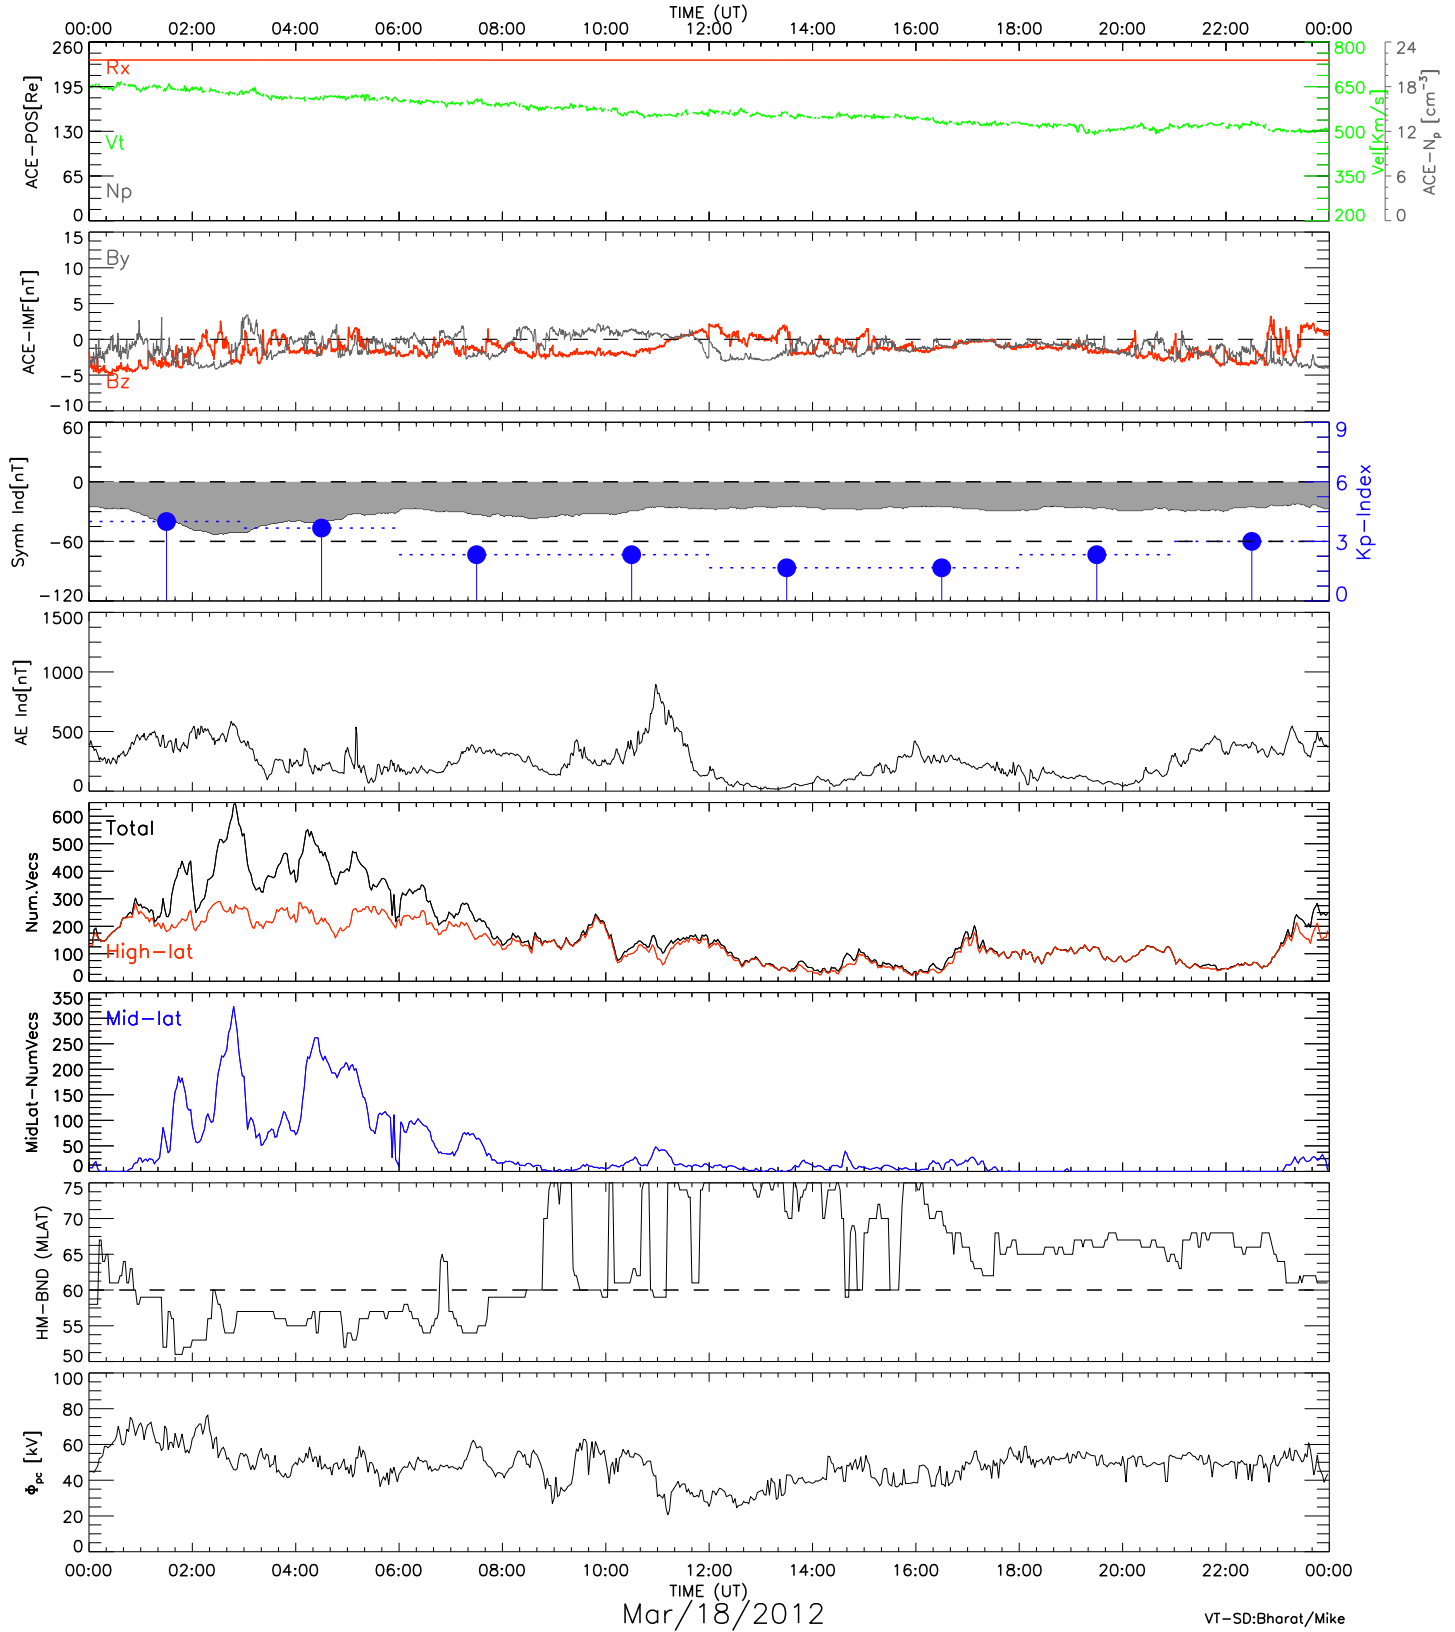 TIME (UT)
00:00 02:00 04:00 06:00 08:00 10:00 12:00 14:00 16:00 18:00 20:00 22:00 00:00
ACE-POS[Re]
260
195
130
65
0
Rx
Vt
Np
800
650
500
350
200
Vel[Km/s]
24
18
12
6
0
ACE-Np [cm⁻³]
ACE-IMF[nT]
15
10
5
0
-5
-10
By
Bz
Symh Ind[nT]
60
0
-60
-120
9
6
3
0
Kp-Index
AE Ind[nT]
1500
1000
500
0
Num.Vecs
600
500
400
300
200
100
0
Total
High-lat
MidLat-NumVecs
350
300
250
200
150
100
50
0
Mid-lat
HM-BND (MLAT)
75
70
65
60
55
50
Φpc [kV]
100
80
60
40
20
0
00:00 02:00 04:00 06:00 08:00 10:00 12:00 14:00 16:00 18:00 20:00 22:00 00:00
TIME (UT)
Mar/18/2012
VT-SD:Bharat/Mike